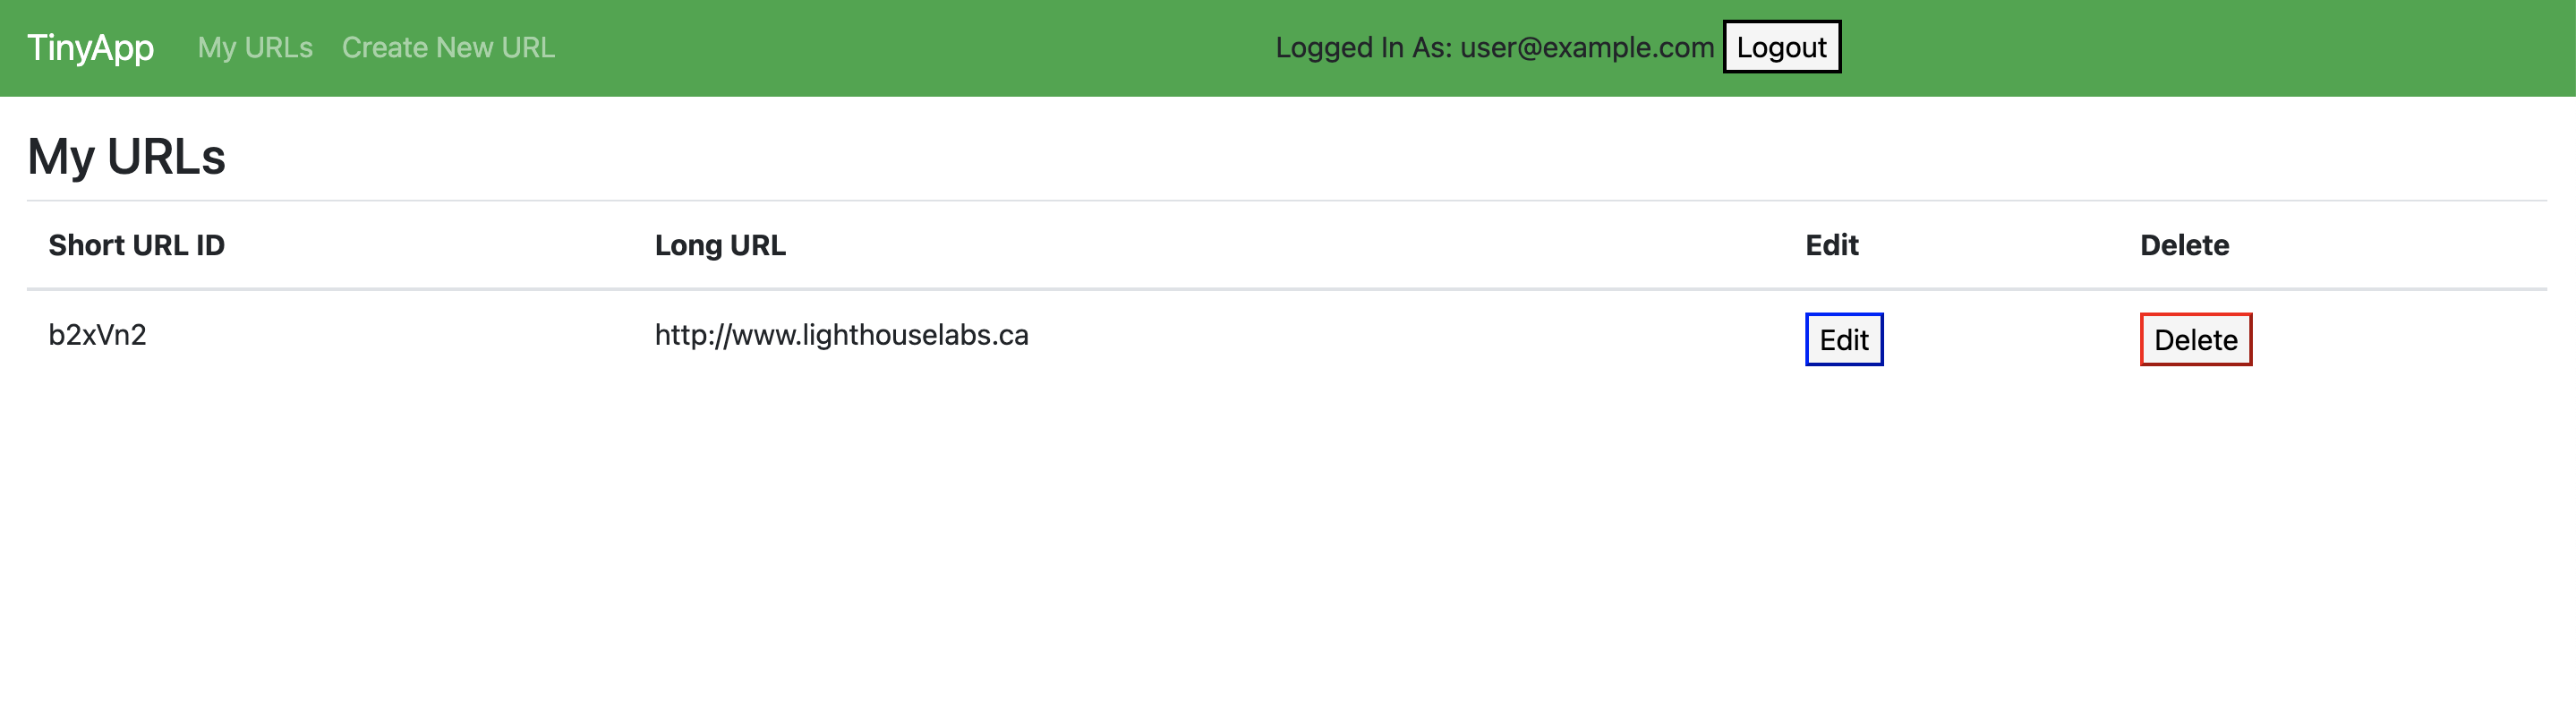 TinyApp My URLs Create New URL Logged In As: user@example.com Logout
My URLs
Short URL ID Long URL Edit Delete
b2xVn2 http://www.lighthouselabs.ca Edit Delete